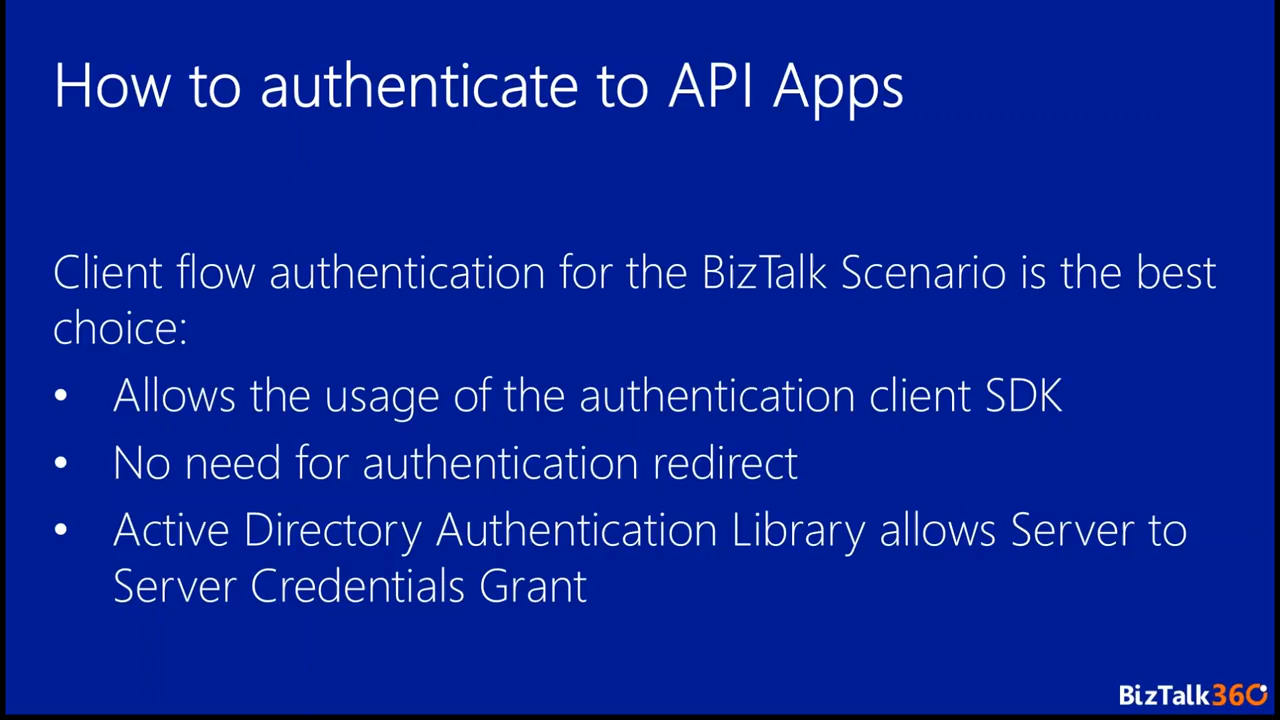 How to authenticate to API Apps
Client flow authentication for the BizTalk Scenario is the best
choice:
• Allows the usage of the authentication client SDK
• No need for authentication redirect
• Active Directory Authentication Library allows Server to
Server Credentials Grant
BizTalk360